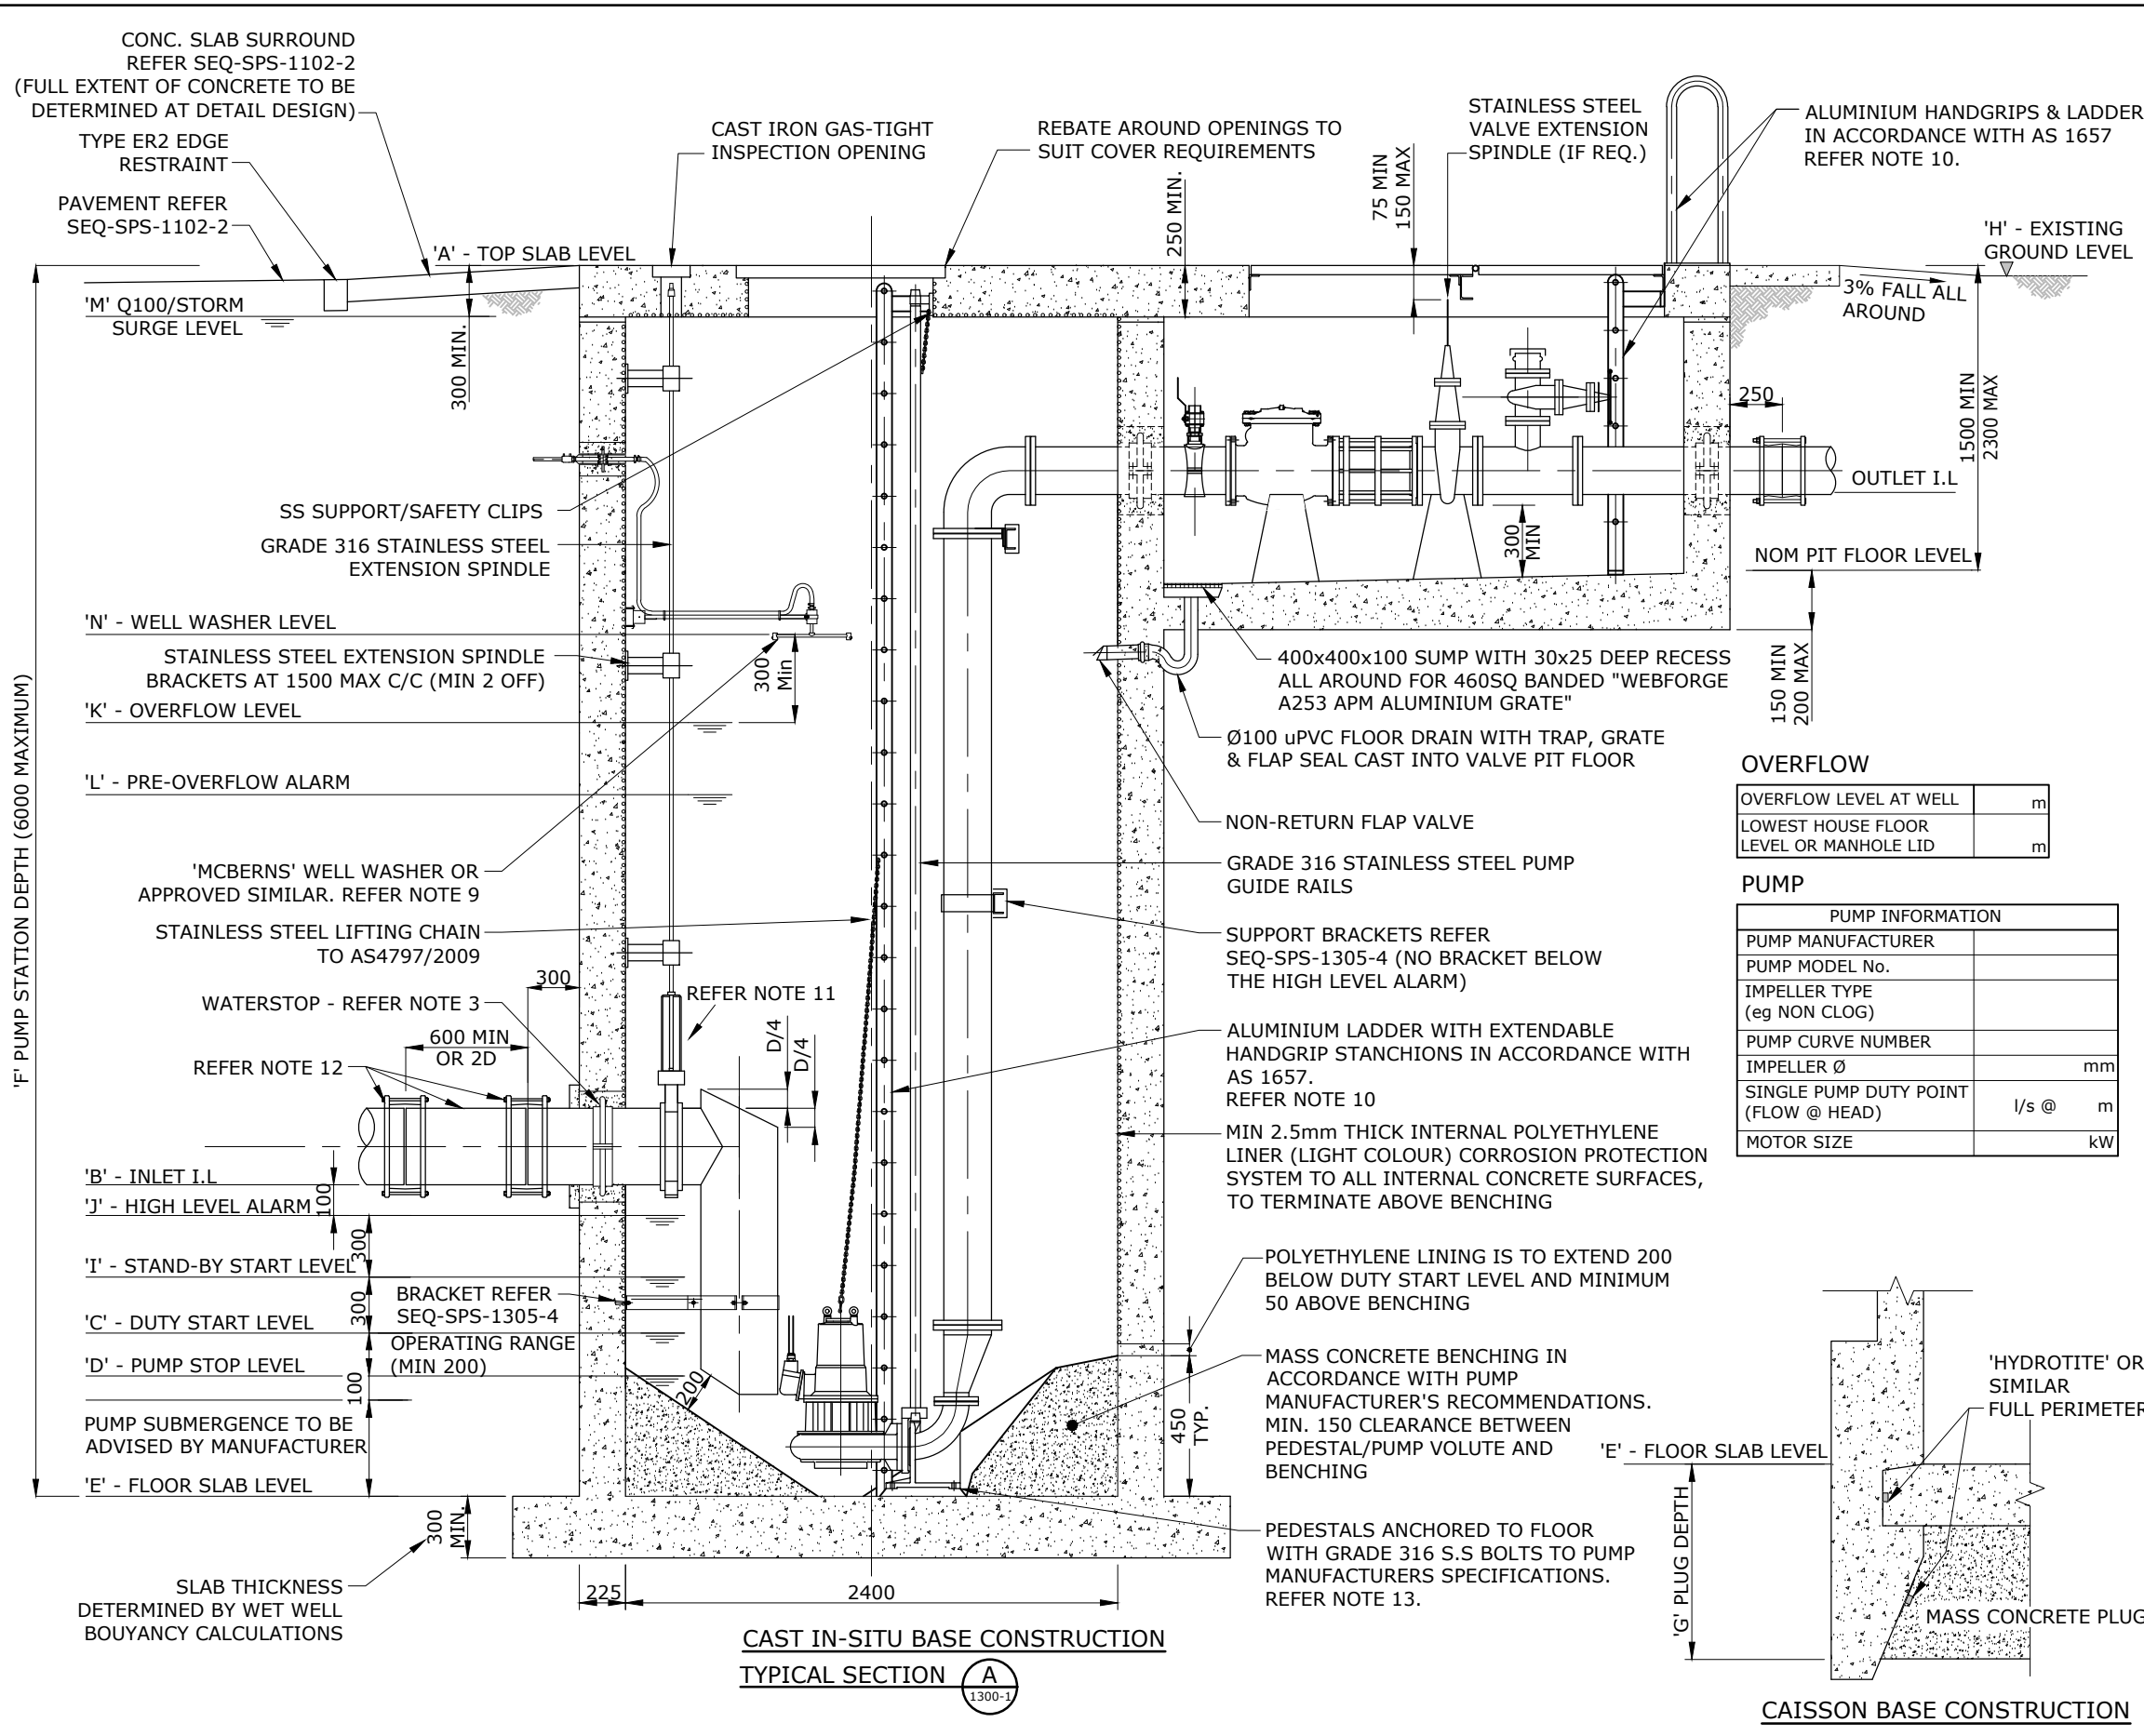 CONC. SLAB SURROUND
REFER SEQ-SPS-1102-2
(FULL EXTENT OF CONCRETE TO BE
DETERMINED AT DETAIL DESIGN)
TYPE ER2 EDGE
RESTRAINT
PAVEMENT REFER
SEQ-SPS-1102-2
CAST IRON GAS-TIGHT
INSPECTION OPENING
REBATE AROUND OPENINGS TO
SUIT COVER REQUIREMENTS
STAINLESS STEEL
VALVE EXTENSION
SPINDLE (IF REQ.)
ALUMINIUM HANDGRIPS & LADDER
IN ACCORDANCE WITH AS 1657
REFER NOTE 10.
75 MIN
150 MAX
250 MIN.
'H' - EXISTING
GROUND LEVEL
3% FALL ALL
AROUND
'A' - TOP SLAB LEVEL
'M' Q100/STORM
SURGE LEVEL
300 MIN.
250
1500 MIN
2300 MAX
OUTLET I.L
300
MIN
NOM PIT FLOOR LEVEL
150 MIN
200 MAX
SS SUPPORT/SAFETY CLIPS
GRADE 316 STAINLESS STEEL
EXTENSION SPINDLE
'N' - WELL WASHER LEVEL
STAINLESS STEEL EXTENSION SPINDLE
BRACKETS AT 1500 MAX C/C (MIN 2 OFF)
300
Min
'K' - OVERFLOW LEVEL
'L' - PRE-OVERFLOW ALARM
'F' PUMP STATION DEPTH (6000 MAXIMUM)
'MCBERNS' WELL WASHER OR
APPROVED SIMILAR. REFER NOTE 9
STAINLESS STEEL LIFTING CHAIN
TO AS4797/2009
300
WATERSTOP - REFER NOTE 3
REFER NOTE 11
600 MIN
OR 2D
REFER NOTE 12
D/4
D/4
'B' - INLET I.L
100
'J' - HIGH LEVEL ALARM
300
'I' - STAND-BY START LEVEL
BRACKET REFER
SEQ-SPS-1305-4
300
'C' - DUTY START LEVEL
OPERATING RANGE
(MIN 200)
'D' - PUMP STOP LEVEL
100
200
PUMP SUBMERGENCE TO BE
ADVISED BY MANUFACTURER
'E' - FLOOR SLAB LEVEL
300
MIN.
SLAB THICKNESS
DETERMINED BY WET WELL
BOUYANCY CALCULATIONS
225
2400
400x400x100 SUMP WITH 30x25 DEEP RECESS
ALL AROUND FOR 460SQ BANDED "WEBFORGE
A253 APM ALUMINIUM GRATE"
Ø100 uPVC FLOOR DRAIN WITH TRAP, GRATE
& FLAP SEAL CAST INTO VALVE PIT FLOOR
NON-RETURN FLAP VALVE
GRADE 316 STAINLESS STEEL PUMP
GUIDE RAILS
SUPPORT BRACKETS REFER
SEQ-SPS-1305-4 (NO BRACKET BELOW
THE HIGH LEVEL ALARM)
ALUMINIUM LADDER WITH EXTENDABLE
HANDGRIP STANCHIONS IN ACCORDANCE WITH
AS 1657.
REFER NOTE 10
MIN 2.5mm THICK INTERNAL POLYETHYLENE
LINER (LIGHT COLOUR) CORROSION PROTECTION
SYSTEM TO ALL INTERNAL CONCRETE SURFACES,
TO TERMINATE ABOVE BENCHING
POLYETHYLENE LINING IS TO EXTEND 200
BELOW DUTY START LEVEL AND MINIMUM
50 ABOVE BENCHING
MASS CONCRETE BENCHING IN
ACCORDANCE WITH PUMP
MANUFACTURER'S RECOMMENDATIONS.
MIN. 150 CLEARANCE BETWEEN
PEDESTAL/PUMP VOLUTE AND
BENCHING
450
TYP.
PEDESTALS ANCHORED TO FLOOR
WITH GRADE 316 S.S BOLTS TO PUMP
MANUFACTURERS SPECIFICATIONS.
REFER NOTE 13.
OVERFLOW
OVERFLOW LEVEL AT WELL m
LOWEST HOUSE FLOOR
LEVEL OR MANHOLE LID m
PUMP
PUMP INFORMATION
PUMP MANUFACTURER
PUMP MODEL No.
IMPELLER TYPE
(eg NON CLOG)
PUMP CURVE NUMBER
IMPELLER Ø mm
SINGLE PUMP DUTY POINT
(FLOW @ HEAD) l/s @ m
MOTOR SIZE kW
'HYDROTITE' OR
SIMILAR
FULL PERIMETER
'E' - FLOOR SLAB LEVEL
'G' PLUG DEPTH
MASS CONCRETE PLUG
CAST IN-SITU BASE CONSTRUCTION
TYPICAL SECTION A
1300-1
CAISSON BASE CONSTRUCTION